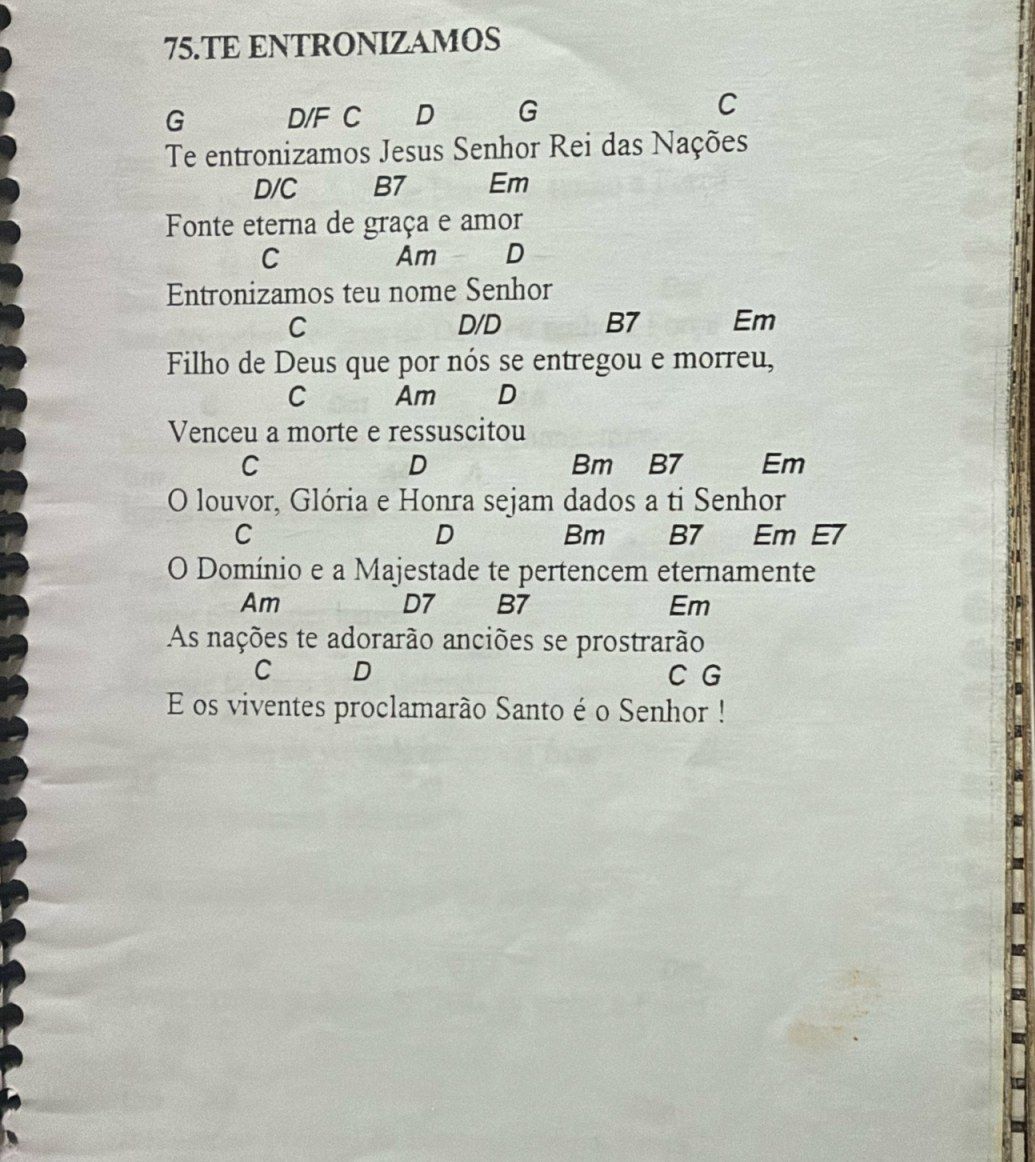 75.TE ENTRONIZAMOS
G D/F C D G C
Te entronizamos Jesus Senhor Rei das Nações
D/C B7 Em
Fonte eterna de graça e amor
C Am D
Entronizamos teu nome Senhor
C D/D B7 Em
Filho de Deus que por nós se entregou e morreu,
C Am D
Venceu a morte e ressuscitou
C D Bm B7 Em
O louvor, Glória e Honra sejam dados a ti Senhor
C D Bm B7 Em E7
O Domínio e a Majestade te pertencem eternamente
Am D7 B7 Em
As nações te adorarão anciões se prostrarão
C D C G
E os viventes proclamarão Santo é o Senhor !